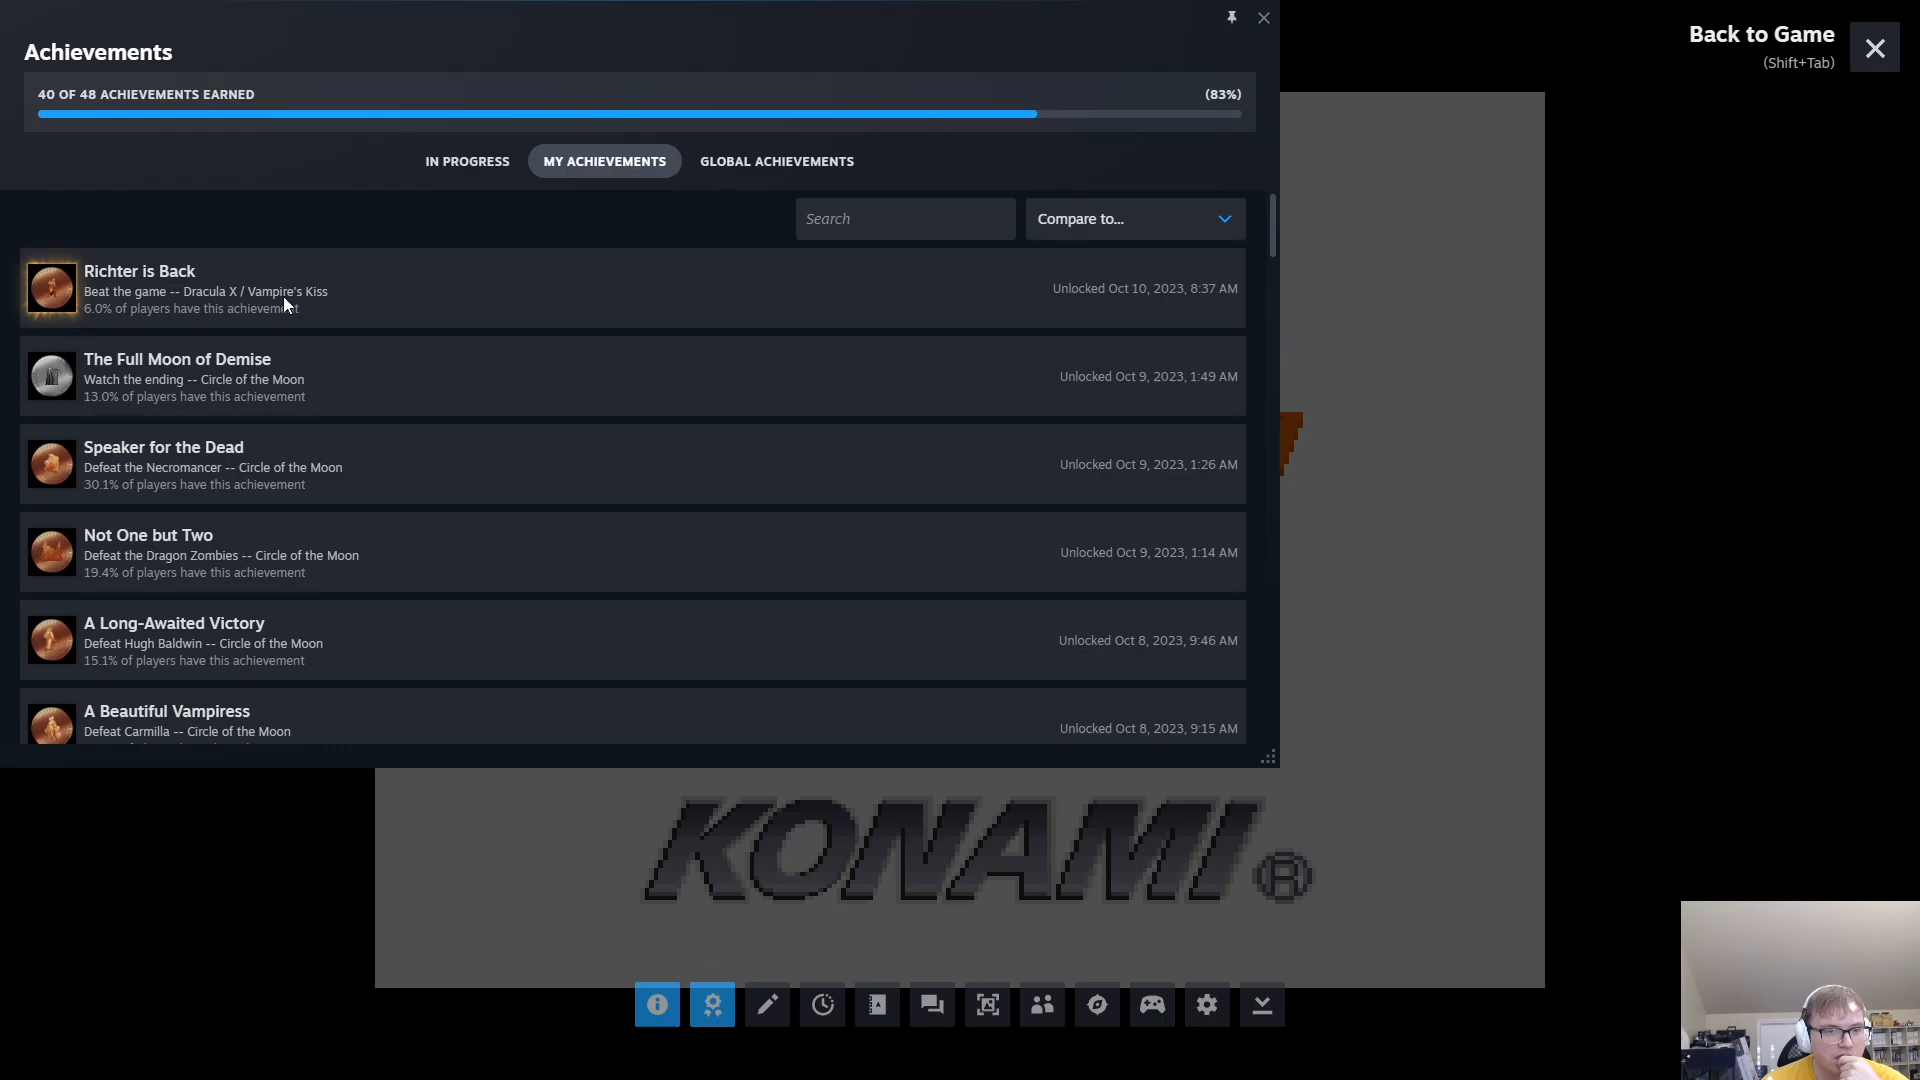 Back to Game
(Shift+Tab)
Achievements
40 OF 48 ACHIEVEMENTS EARNED
(83%)
IN PROGRESS
MY ACHIEVEMENTS
GLOBAL ACHIEVEMENTS
Search
Compare to...
Richter is Back
Beat the game -- Dracula X / Vampire's Kiss
6.0% of players have this achievement
Unlocked Oct 10, 2023, 8:37 AM
The Full Moon of Demise
Watch the ending -- Circle of the Moon
13.0% of players have this achievement
Unlocked Oct 9, 2023, 1:49 AM
Speaker for the Dead
Defeat the Necromancer -- Circle of the Moon
30.1% of players have this achievement
Unlocked Oct 9, 2023, 1:26 AM
Not One but Two
Defeat the Dragon Zombies -- Circle of the Moon
19.4% of players have this achievement
Unlocked Oct 9, 2023, 1:14 AM
A Long-Awaited Victory
Defeat Hugh Baldwin -- Circle of the Moon
15.1% of players have this achievement
Unlocked Oct 8, 2023, 9:46 AM
A Beautiful Vampiress
Defeat Carmilla -- Circle of the Moon
Unlocked Oct 8, 2023, 9:15 AM
KONAMI®